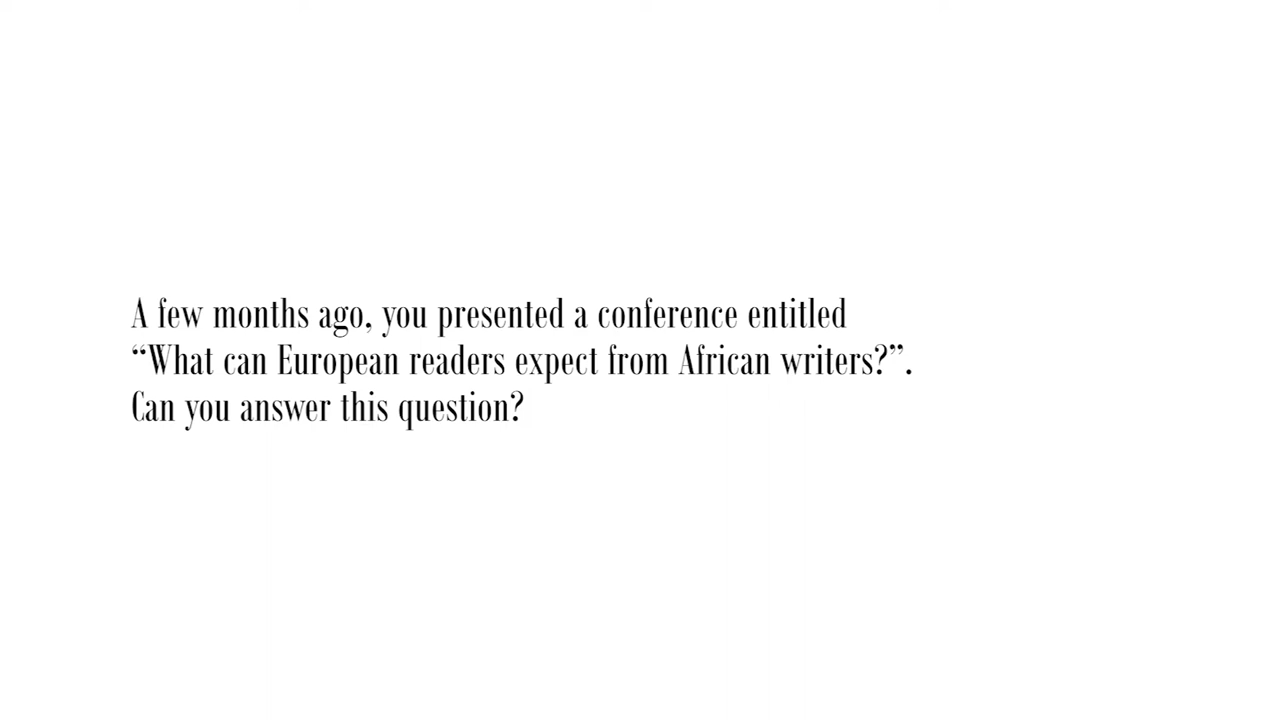 A few months ago, you presented a conference entitled
“What can European readers expect from African writers?”.
Can you answer this question?